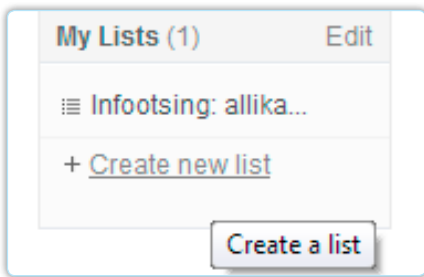 My Lists (1) Edit
Infootsing: allika...
+ Create new list
Create a list